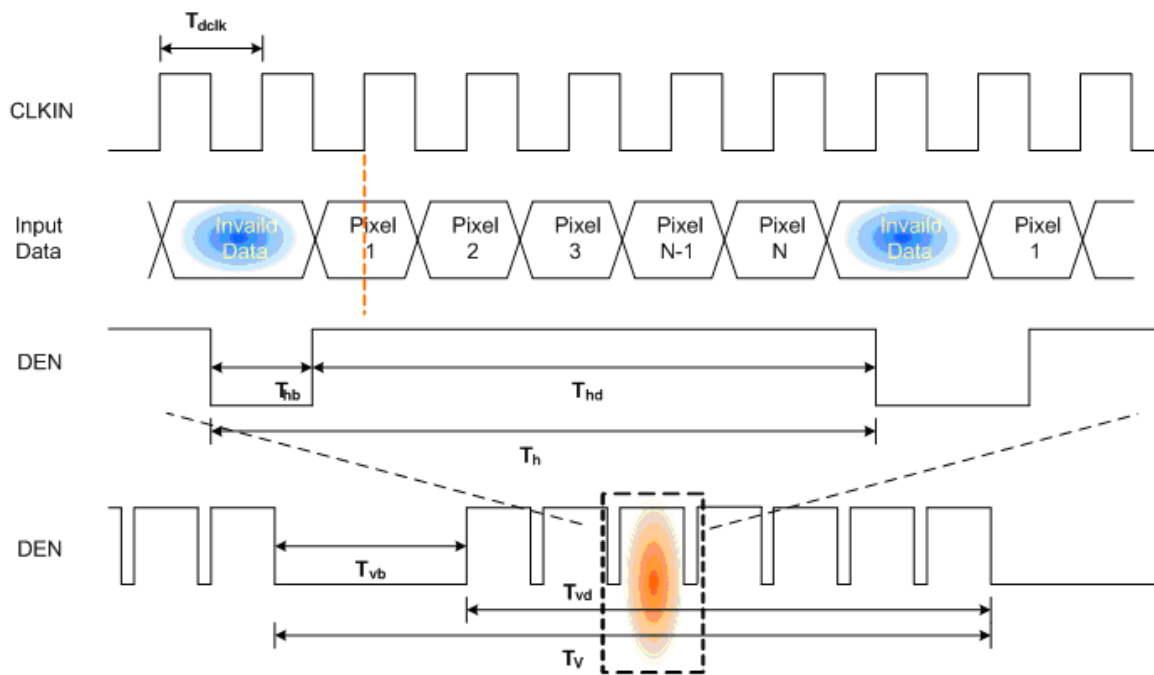 Tdclk
CLKIN
Input
Data
Invaild
Data
Pixel
1
Pixel
2
Pixel
3
Pixel
N-1
Pixel
N
Invaild
Data
Pixel
1
DEN
Thb
Thd
Th
DEN
Tvb
Tvd
TV